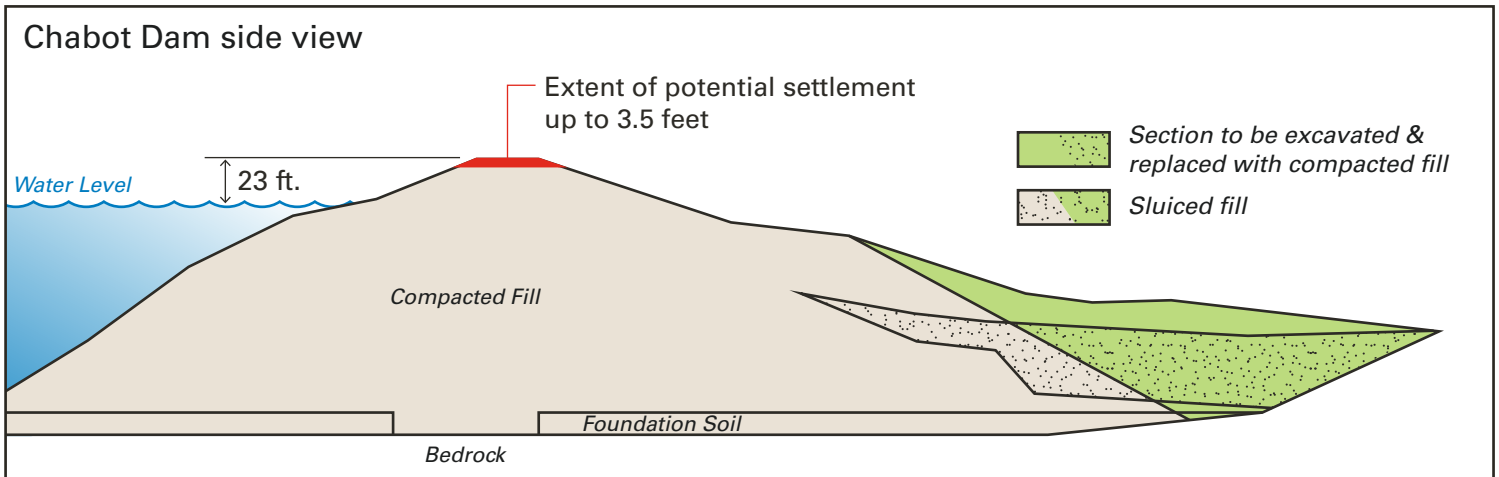 Chabot Dam side view
Extent of potential settlement
up to 3.5 feet
Section to be excavated &
replaced with compacted fill
Water Level
23 ft.
Sluiced fill
Compacted Fill
Foundation Soil
Bedrock